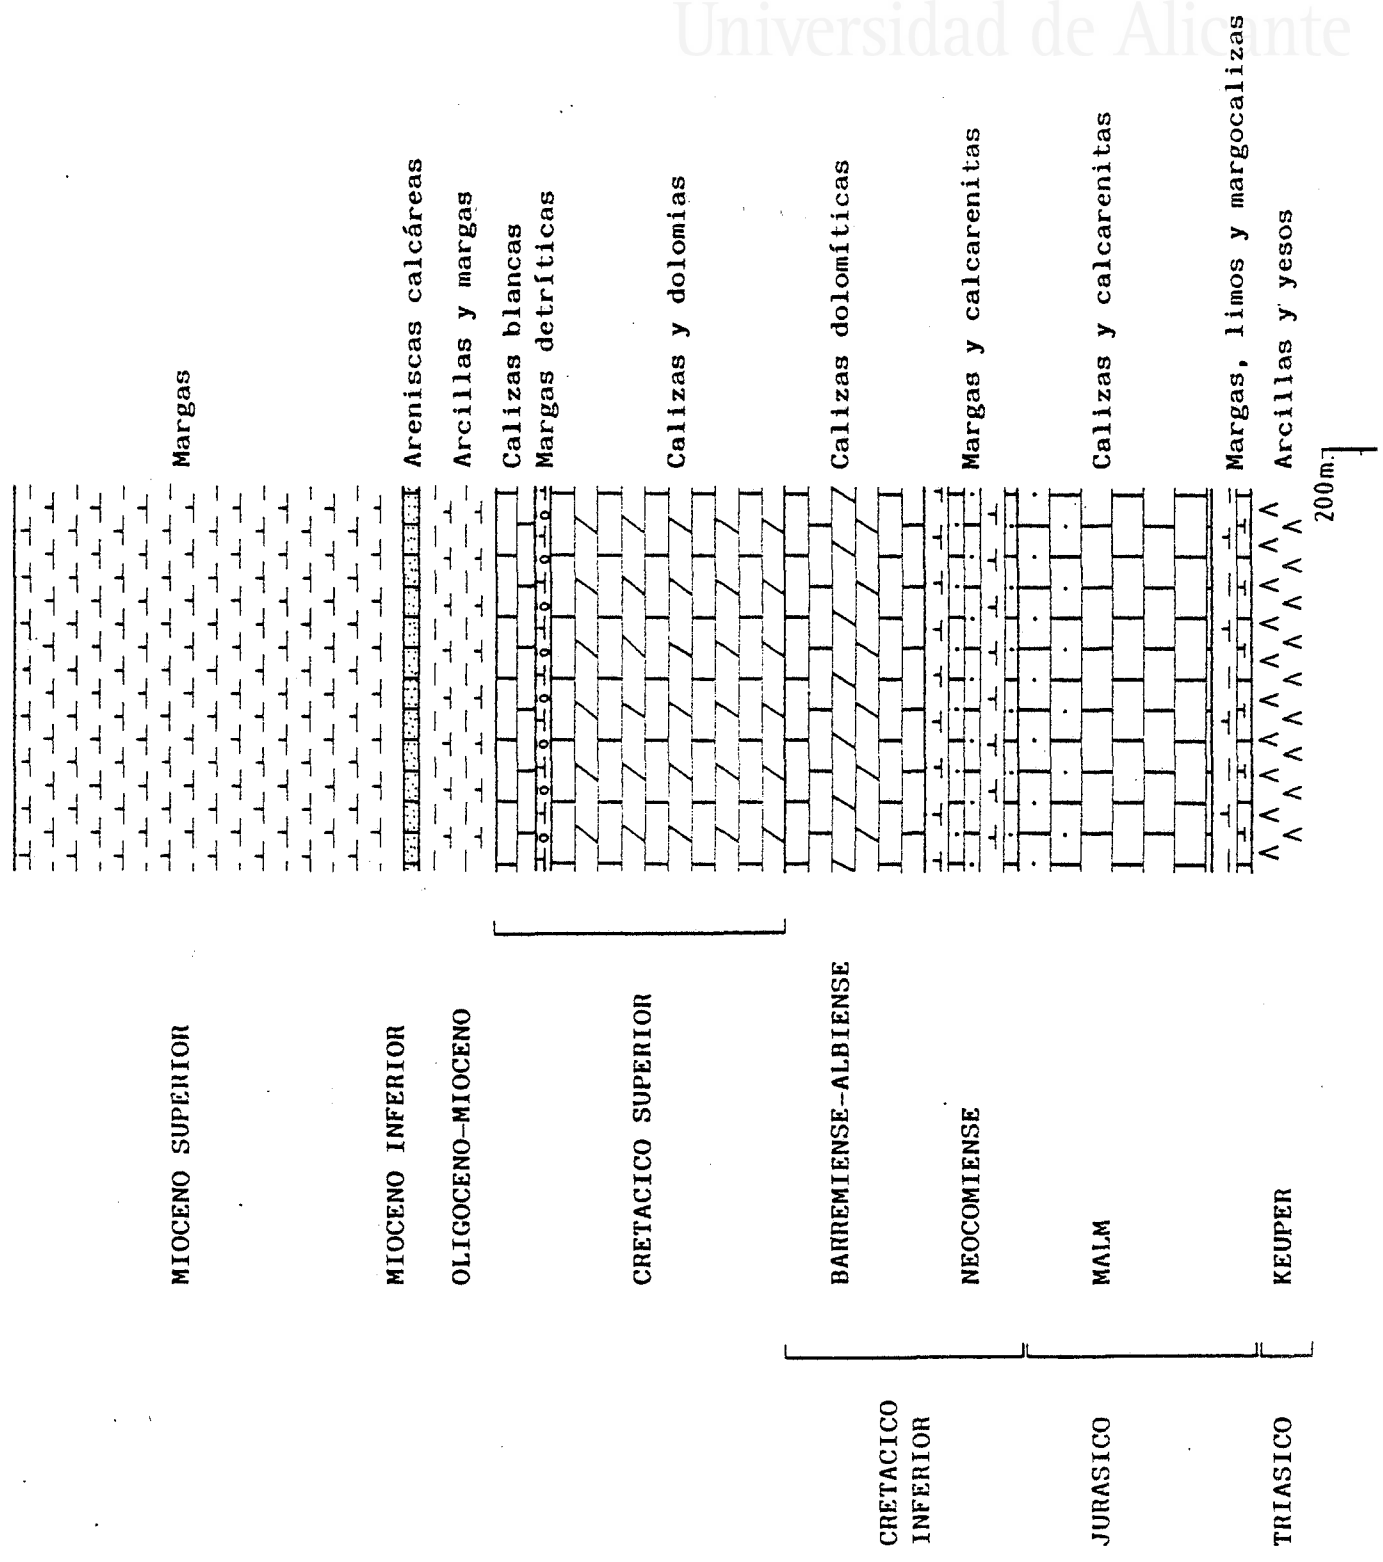 Universidad de Alicante
Margas
Areniscas calcáreas
Arcillas y margas
Calizas blancas
Margas detríticas
Calizas y dolomias
Calizas dolomíticas
Margas y calcarenitas
Calizas y calcarenitas
Margas, limos y margocalizas
Arcillas y yesos
200m.
MIOCENO SUPERIOR
MIOCENO INFERIOR
OLIGOCENO-MIOCENO
CRETACICO SUPERIOR
BARREMIENSE-ALBIENSE
NEOCOMIENSE
MALM
KEUPER
CRETACICO
INFERIOR
JURASICO
TRIASICO